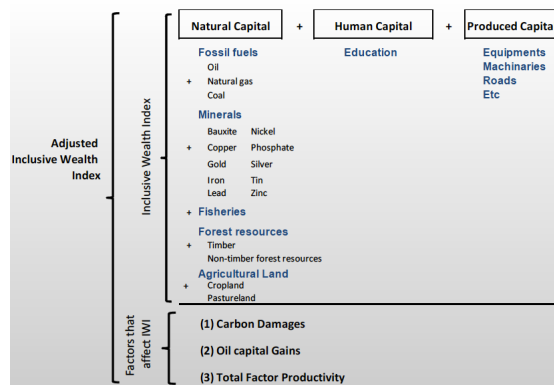 Natural Capital + Human Capital + Produced Capital
Fossil fuels Education Equipments
Oil Machinaries
+ Natural gas Roads
Coal Etc
Minerals
Bauxite Nickel
+ Copper Phosphate
Gold Silver
Iron Tin
Lead Zinc
+ Fisheries
Forest resources
+ Timber
Non-timber forest resources
Agricultural Land
+ Cropland
Pastureland
Adjusted
Inclusive Wealth
Index
Inclusive Wealth Index
Factors that
affect IWI
(1) Carbon Damages
(2) Oil capital Gains
(3) Total Factor Productivity